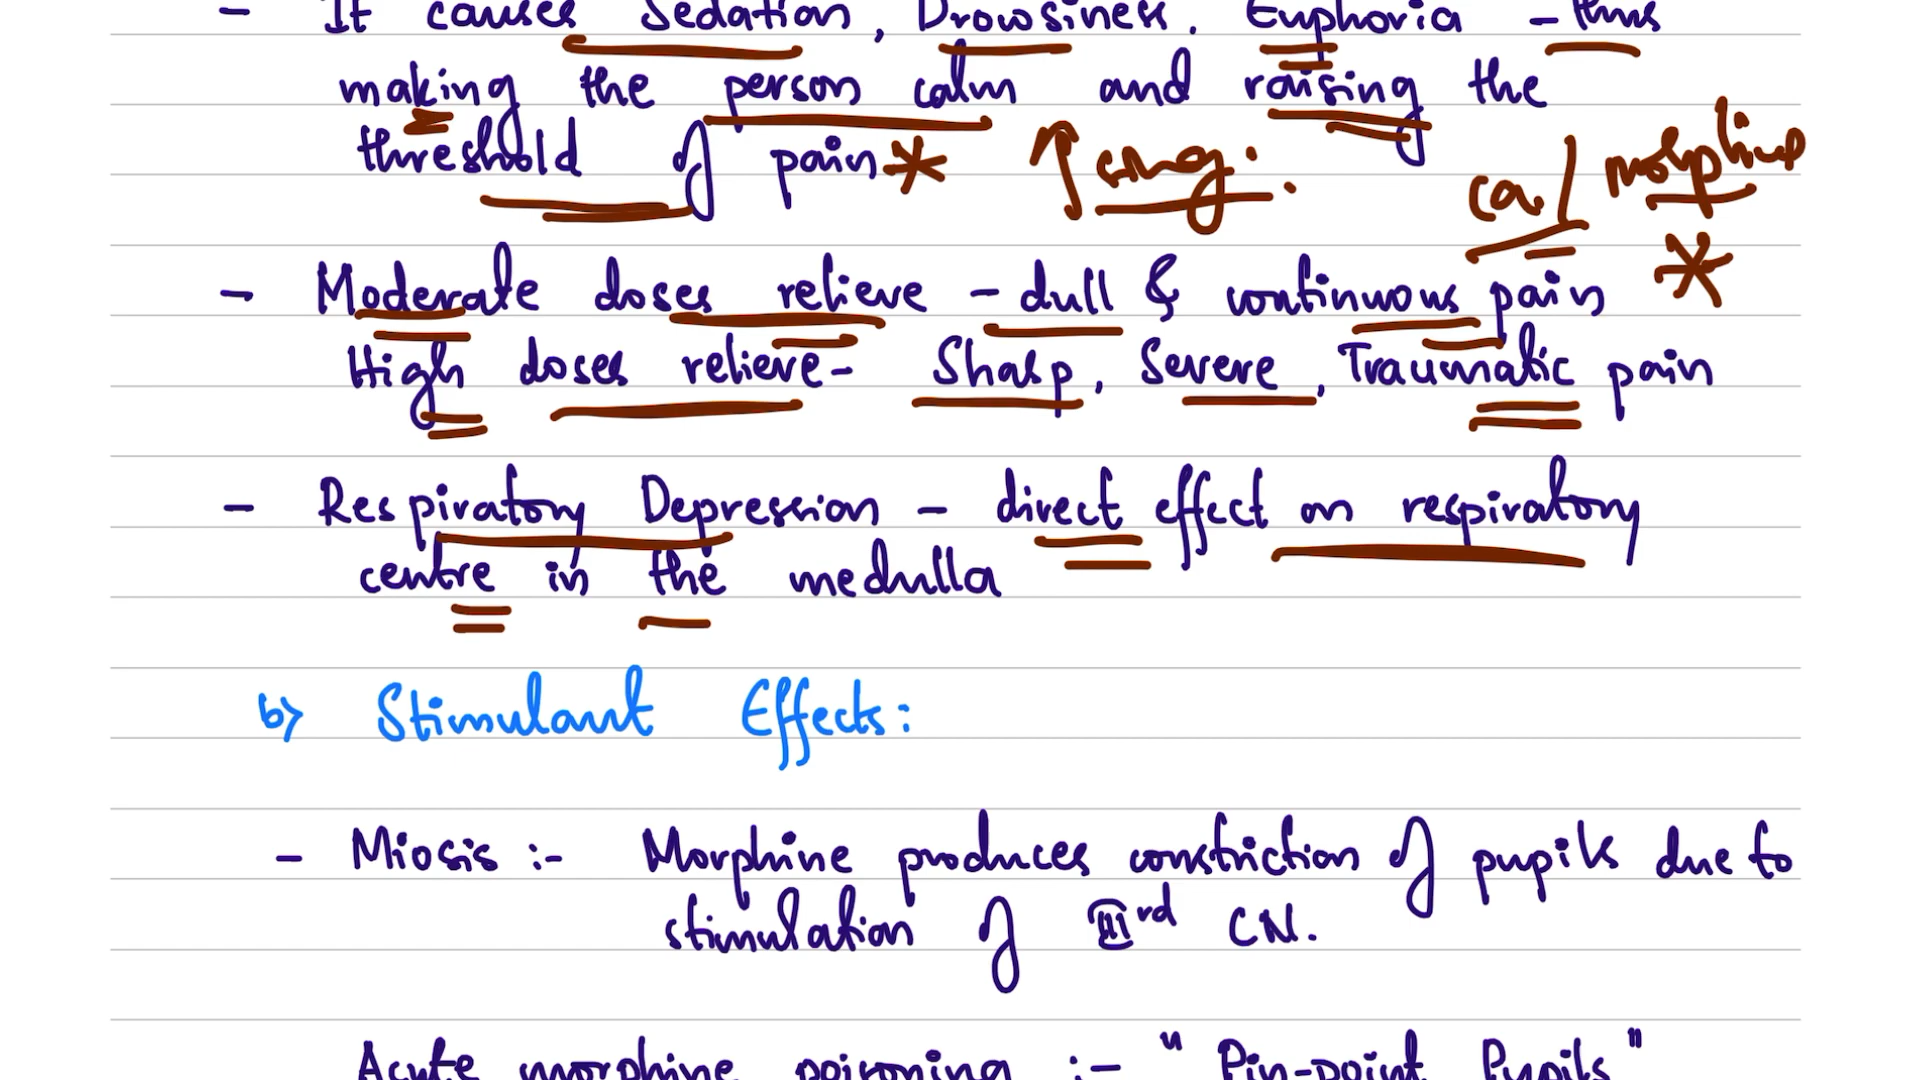 - It causes Sedation, Drowsiness, Euphoria - thus
making the person calm and raising the
threshold of pain * ↑
ca/ morphine *
- Moderate doses relieve - dull & continuous pain
High doses relieve - Sharp, Severe, Traumatic pain
- Respiratory Depression - direct effect on respiratory
centre in the medulla
b> Stimulant Effects:
- Miosis :- Morphine produces constriction of pupils due to
stimulation of IIIrd CN.
Acute morphine poisoning :- "Pin-point Pupils"